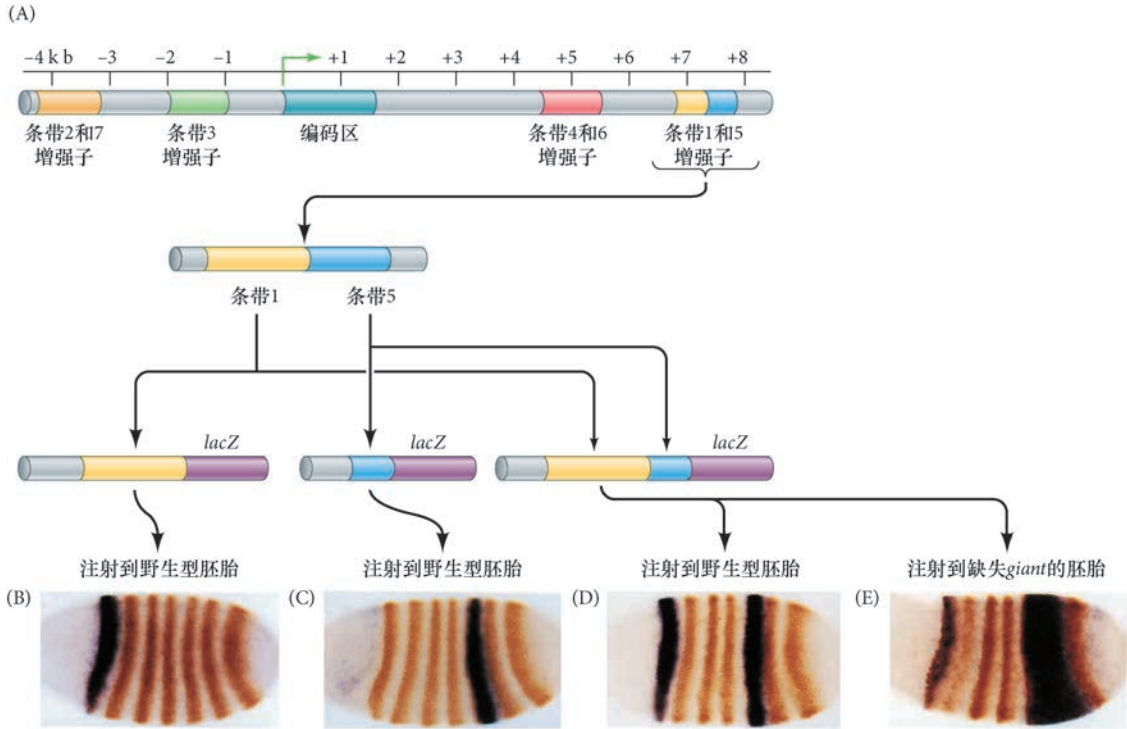 (A)
–4 k b –3 –2 –1 +1 +2 +3 +4 +5 +6 +7 +8
条带2和7 条带3 编码区 条带4和6 条带1和5
增强子 增强子 增强子 增强子
条带1 条带5
lacZ lacZ lacZ
注射到野生型胚胎 注射到野生型胚胎 注射到野生型胚胎 注射到缺失giant的胚胎
(B) (C) (D) (E)